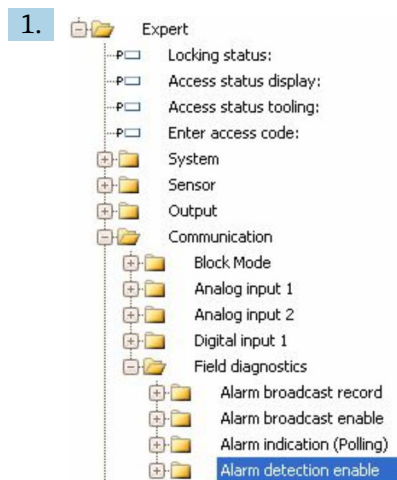 1.
Expert
Locking status:
Access status display:
Access status tooling:
Enter access code:
System
Sensor
Output
Communication
Block Mode
Analog input 1
Analog input 2
Digital input 1
Field diagnostics
Alarm broadcast record
Alarm broadcast enable
Alarm indication (Polling)
Alarm detection enable